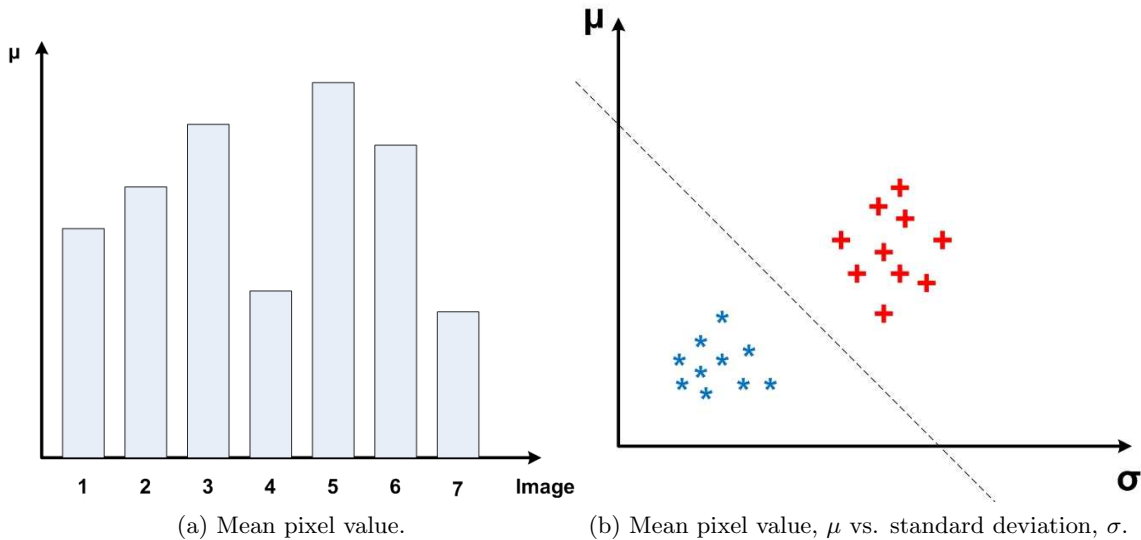 μ
1 2 3 4 5 6 7 Image
(a) Mean pixel value.
μ
σ
(b) Mean pixel value, μ vs. standard deviation, σ.